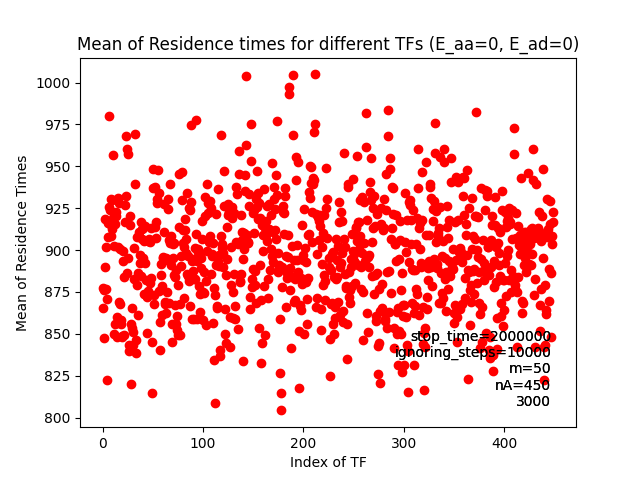 Mean of Residence times for different TFs (E_aa=0, E_ad=0)
Mean of Residence Times
1000
975
950
925
900
875
850
825
800
stop_time=2000000
ignoring_steps=10000
m=50
nA=450
3000
0 100 200 300 400
Index of TF